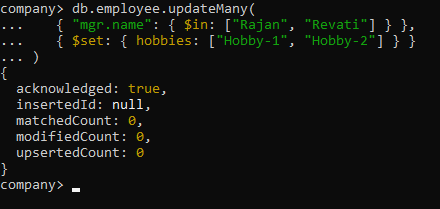 company> db.employee.updateMany(
...     { "mgr.name": { $in: ["Rajan", "Revati"] } },
...     { $set: { hobbies: ["Hobby-1", "Hobby-2"] } }
... )
{
  acknowledged: true,
  insertedId: null,
  matchedCount: 0,
  modifiedCount: 0,
  upsertedCount: 0
}
company> _